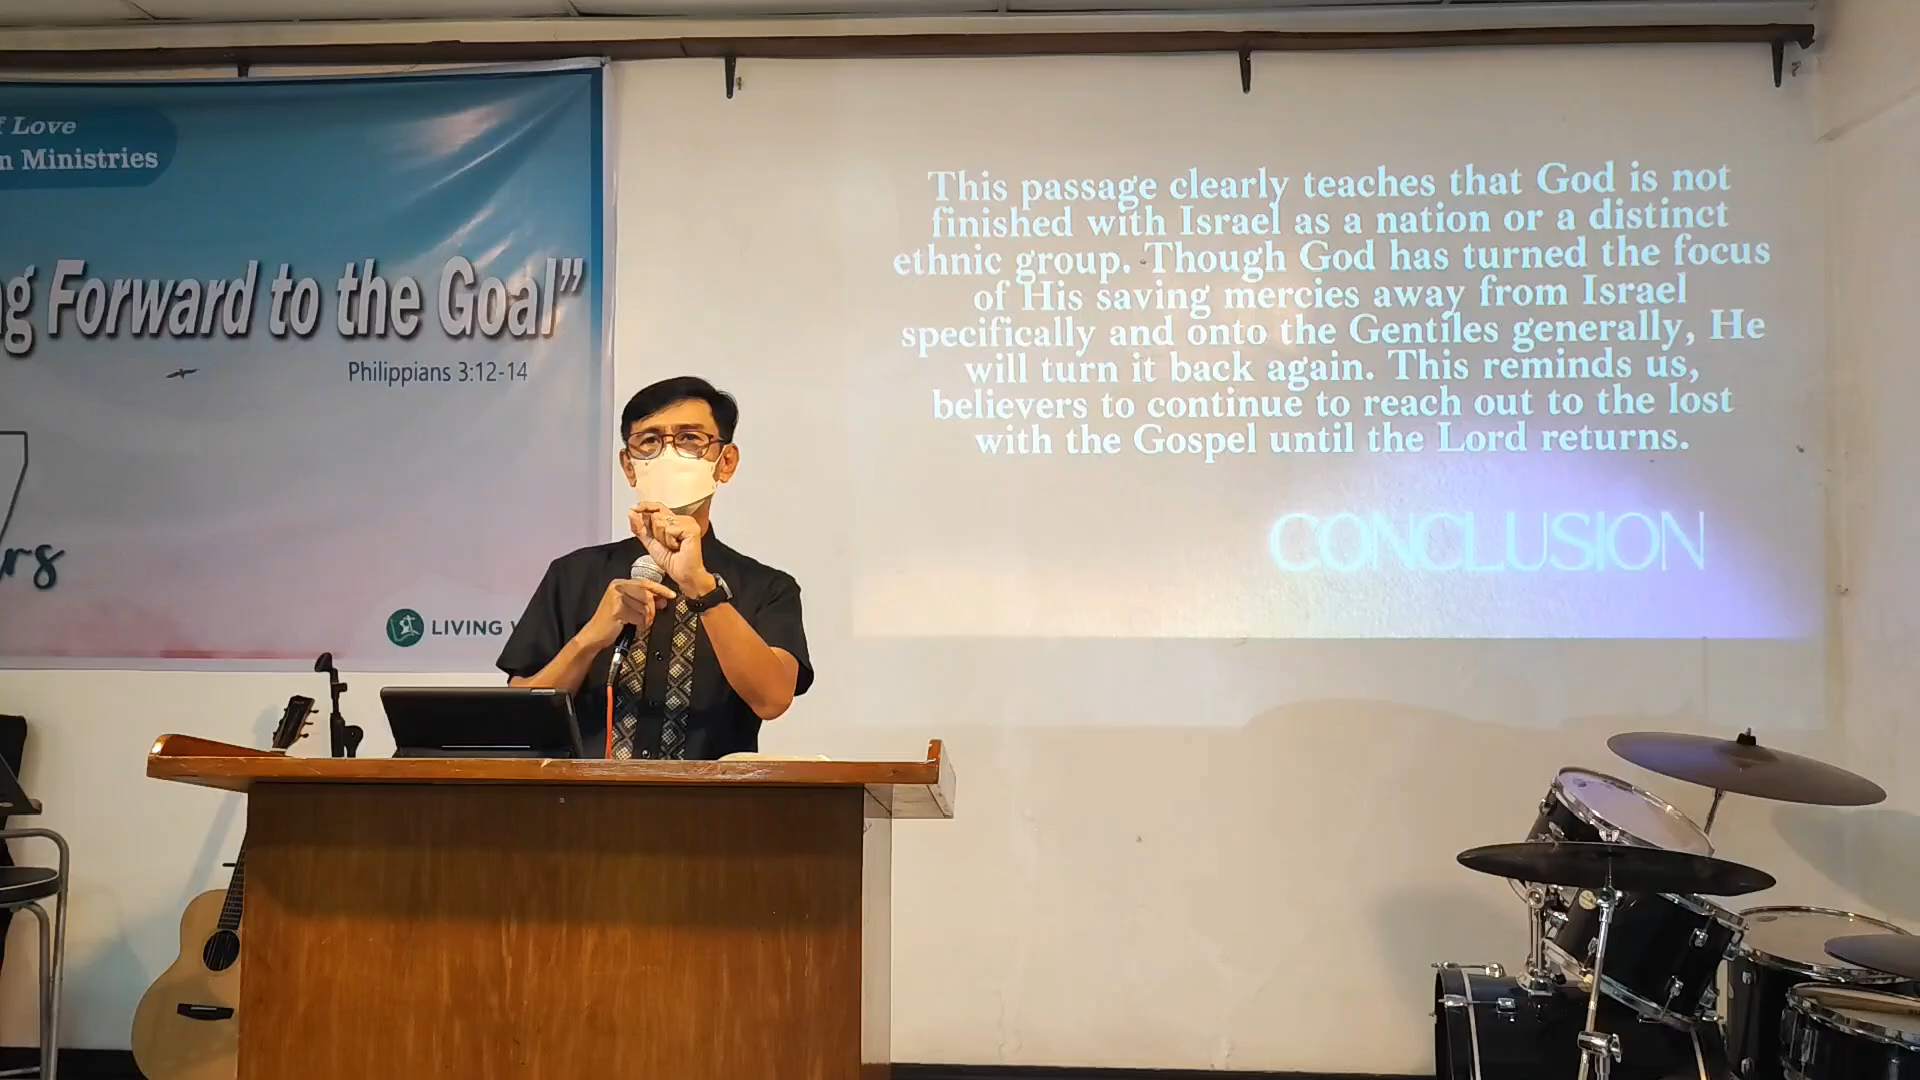 Love
Ministries
Forward to the Goal”
Philippians 3:12-14
LIVING
This passage clearly teaches that God is not
finished with Israel as a nation or a distinct
ethnic group. Though God has turned the focus
of His saving mercies away from Israel
specifically and onto the Gentiles generally, He
will turn it back again. This reminds us,
believers to continue to reach out to the lost
with the Gospel until the Lord returns.
CONCLUSION